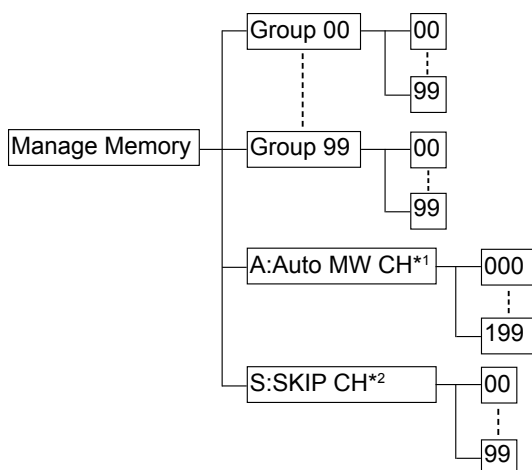 Group 00
00
99
Manage Memory
Group 99
00
99
A:Auto MW CH*1
000
199
S:SKIP CH*2
00
99